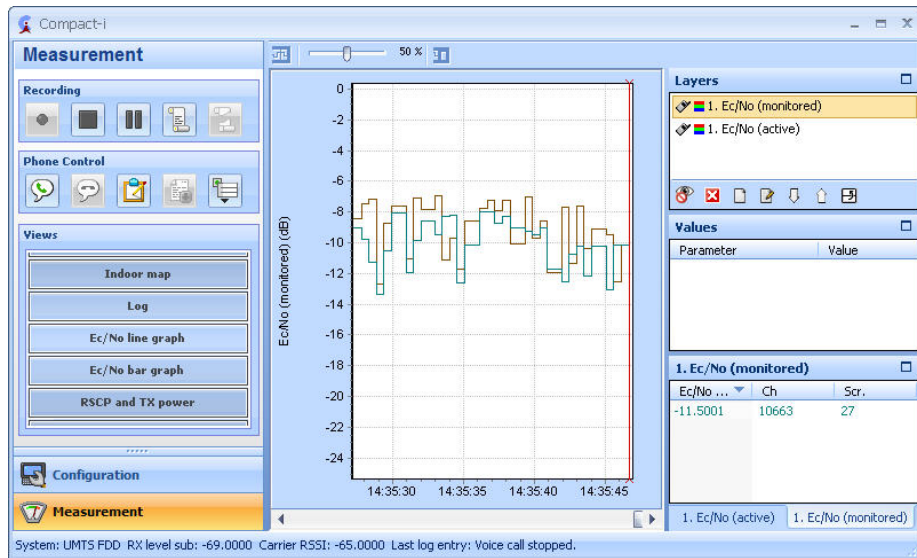 Compact-i
Measurement
Recording
Phone Control
Views
Indoor map
Log
Ec/No line graph
Ec/No bar graph
RSCP and TX power
Configuration
Measurement
50 %
Ec/No (monitored) (dB)
0
-2
-4
-6
-8
-10
-12
-14
-16
-18
-20
-22
-24
14:35:30 14:35:35 14:35:40 14:35:45
Layers
1. Ec/No (monitored)
1. Ec/No (active)
Values
Parameter Value
1. Ec/No (monitored)
Ec/No ... Ch Scr.
-11.5001 10663 27
1. Ec/No (active) 1. Ec/No (monitored)
System: UMTS FDD RX level sub: -69.0000 Carrier RSSI: -65.0000 Last log entry: Voice call stopped.